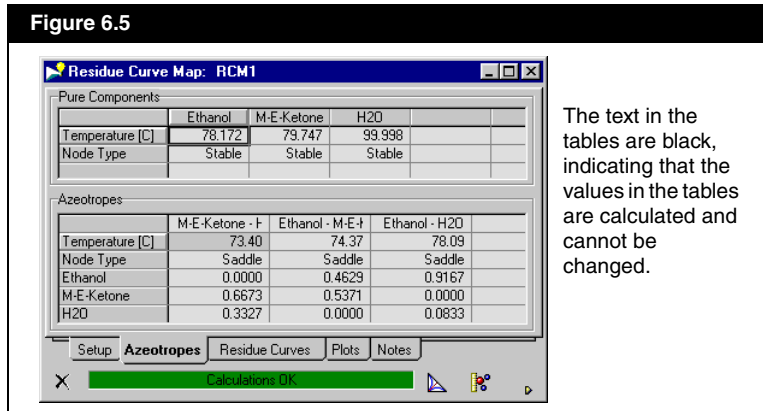 Figure 6.5
Residue Curve Map: RCM1
Pure Components
Ethanol M-E-Ketone H2O
Temperature [C] 78.172 79.747 99.998
Node Type Stable Stable Stable
Azeotropes
M-E-Ketone - H Ethanol - M-E-K Ethanol - H2O
Temperature [C] 73.40 74.37 78.09
Node Type Saddle Saddle Saddle
Ethanol 0.0000 0.4629 0.9167
M-E-Ketone 0.6673 0.5371 0.0000
H2O 0.3327 0.0000 0.0833
Setup Azeotropes Residue Curves Plots Notes
Calculations OK
The text in the
tables are black,
indicating that the
values in the tables
are calculated and
cannot be
changed.